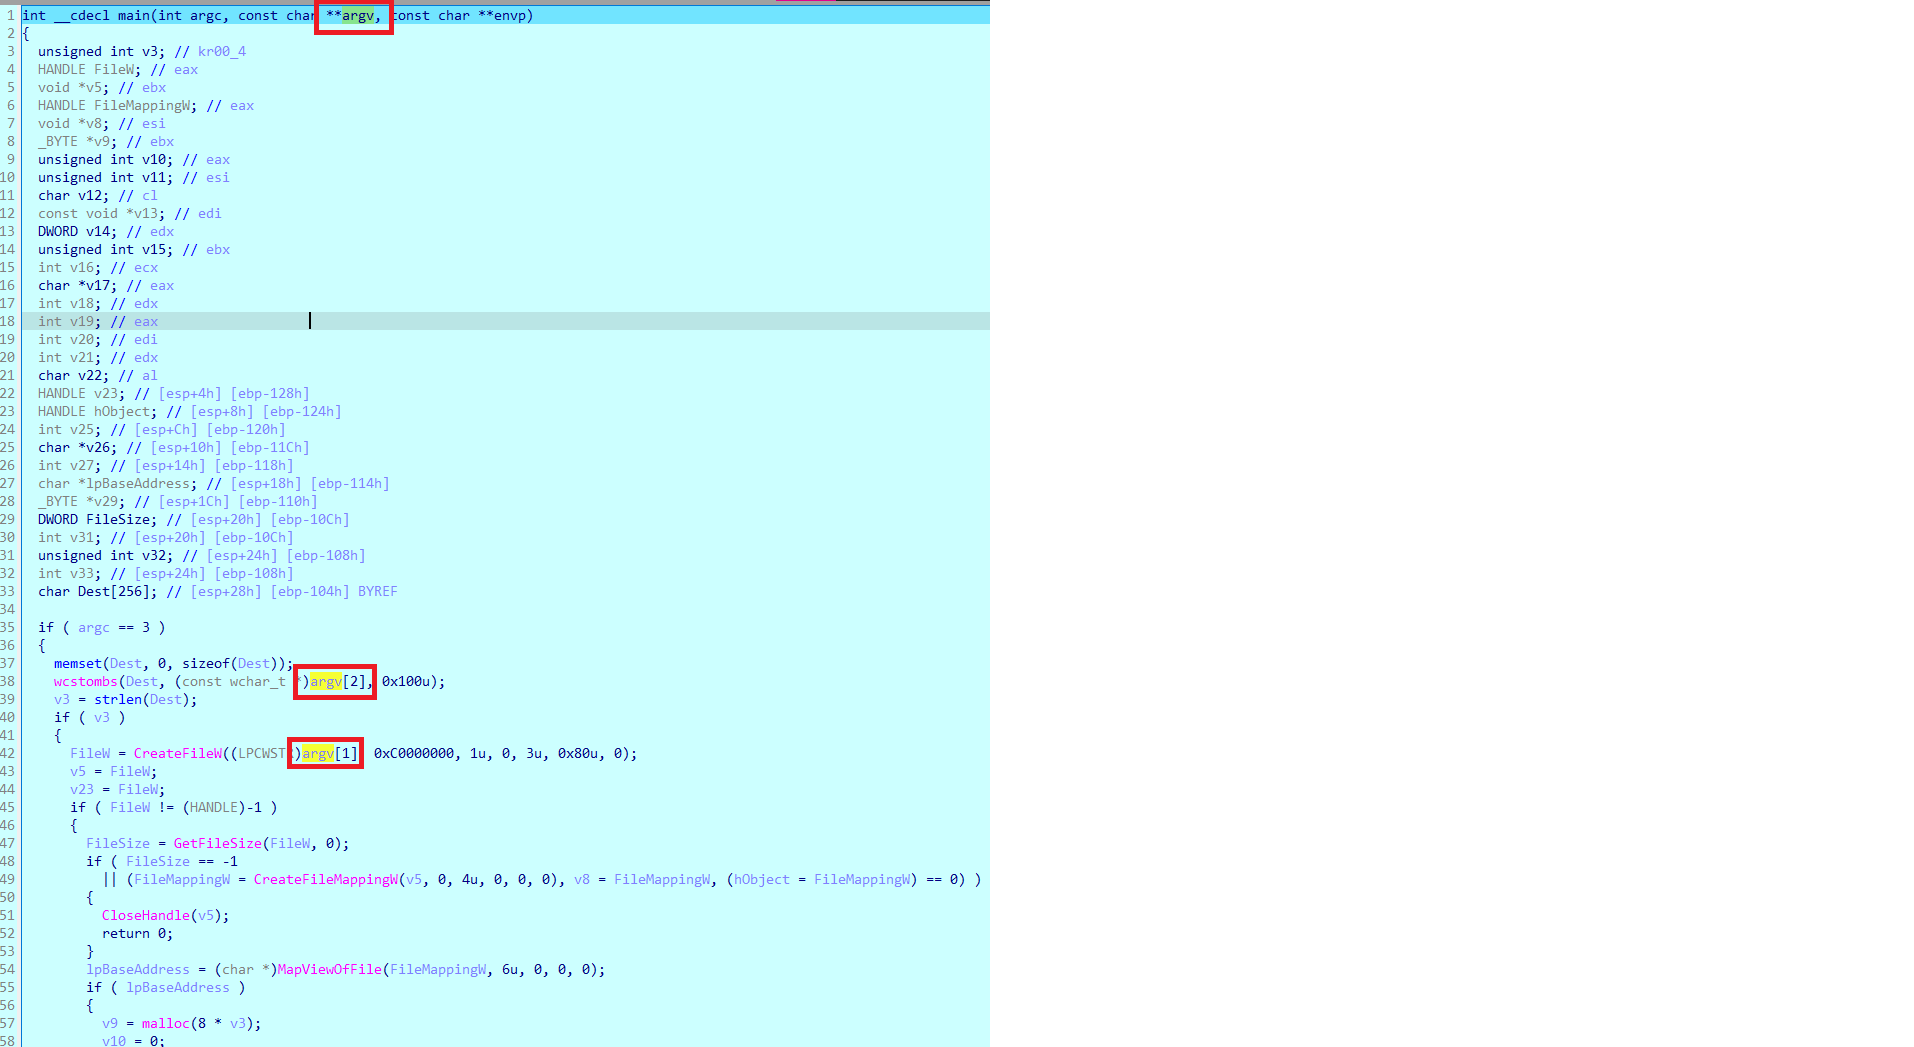 1 int __cdecl main(int argc, const char **argv, const char **envp)
2 {
3 unsigned int v3; // kr00_4
4 HANDLE FileW; // eax
5 void *v5; // ebx
6 HANDLE FileMappingW; // eax
7 void *v8; // esi
8 _BYTE *v9; // ebx
9 unsigned int v10; // eax
10 unsigned int v11; // esi
11 char v12; // cl
12 const void *v13; // edi
13 DWORD v14; // edx
14 unsigned int v15; // ebx
15 int v16; // ecx
16 char *v17; // eax
17 int v18; // edx
18 int v19; // eax
19 int v20; // edi
20 int v21; // edx
21 char v22; // al
22 HANDLE v23; // [esp+4h] [ebp-128h]
23 HANDLE hObject; // [esp+8h] [ebp-124h]
24 int v25; // [esp+Ch] [ebp-120h]
25 char *v26; // [esp+10h] [ebp-11Ch]
26 int v27; // [esp+14h] [ebp-118h]
27 char *lpBaseAddress; // [esp+18h] [ebp-114h]
28 _BYTE *v29; // [esp+1Ch] [ebp-110h]
29 DWORD FileSize; // [esp+20h] [ebp-10Ch]
30 int v31; // [esp+20h] [ebp-10Ch]
31 unsigned int v32; // [esp+24h] [ebp-108h]
32 int v33; // [esp+24h] [ebp-108h]
33 char Dest[256]; // [esp+28h] [ebp-104h] BYREF
34
35 if ( argc == 3 )
36 {
37 memset(Dest, 0, sizeof(Dest));
38 wcstombs(Dest, (const wchar_t *)argv[2], 0x100u);
39 v3 = strlen(Dest);
40 if ( v3 )
41 {
42 FileW = CreateFileW((LPCWSTR)argv[1], 0xC0000000, 1u, 0, 3u, 0x80u, 0);
43 v5 = FileW;
44 v23 = FileW;
45 if ( FileW != (HANDLE)-1 )
46 {
47 FileSize = GetFileSize(FileW, 0);
48 if ( FileSize == -1
49 || (FileMappingW = CreateFileMappingW(v5, 0, 4u, 0, 0, 0), v8 = FileMappingW, (hObject = FileMappingW) == 0) )
50 {
51 CloseHandle(v5);
52 return 0;
53 }
54 lpBaseAddress = (char *)MapViewOfFile(FileMappingW, 6u, 0, 0, 0);
55 if ( lpBaseAddress )
56 {
57 v9 = malloc(8 * v3);
58 v10 = 0;